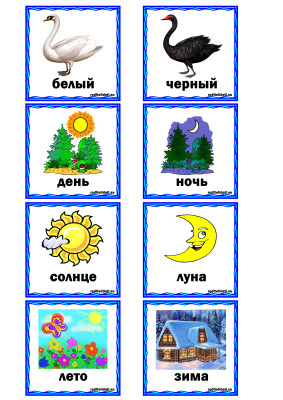 белый
черный
день
ночь
солнце
луна
лето
зима